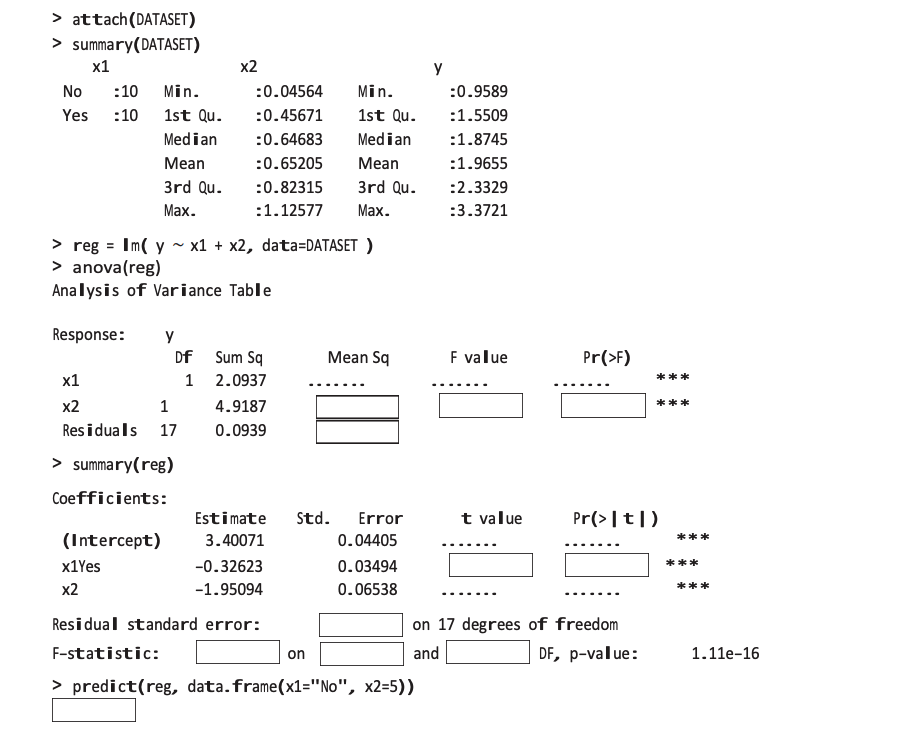 > attach(DATASET)
> summary(DATASET)
x1 x2 y
No :10 Min. :0.04564 Min. :0.9589
Yes :10 1st Qu. :0.45671 1st Qu. :1.5509
Median :0.64683 Median :1.8745
Mean :0.65205 Mean :1.9655
3rd Qu. :0.82315 3rd Qu. :2.3329
Max. :1.12577 Max. :3.3721
> reg = lm( y ~ x1 + x2, data=DATASET )
> anova(reg)
Analysis of Variance Table
Response: y
Df Sum Sq Mean Sq F value Pr(>F)
x1 1 2.0937 ....... ....... ....... ***
x2 1 4.9187 ***
Residuals 17 0.0939
> summary(reg)
Coefficients:
Estimate Std. Error t value Pr(>|t|)
(Intercept) 3.40071 0.04405 ....... ....... ***
x1Yes -0.32623 0.03494 ***
x2 -1.95094 0.06538 ....... ....... ***
Residual standard error: on 17 degrees of freedom
F-statistic: on and DF, p-value: 1.11e-16
> predict(reg, data.frame(x1="No", x2=5))